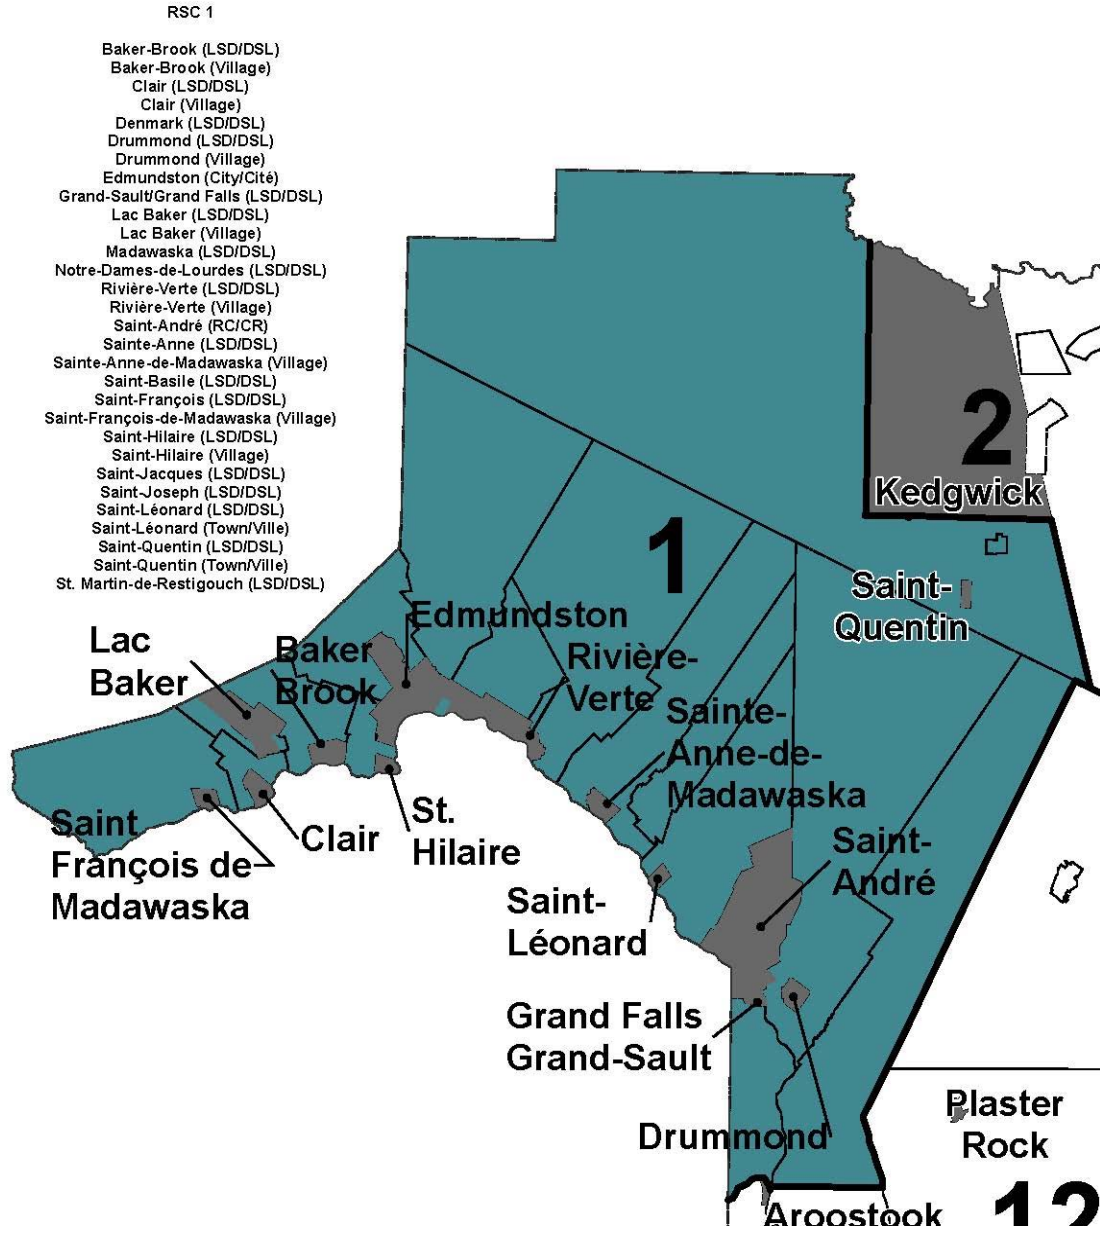 RSC 1
Baker-Brook (LSD/DSL)
Baker-Brook (Village)
Clair (LSD/DSL)
Clair (Village)
Denmark (LSD/DSL)
Drummond (LSD/DSL)
Drummond (Village)
Edmundston (City/Cité)
Grand-Sault/Grand Falls (LSD/DSL)
Lac Baker (LSD/DSL)
Lac Baker (Village)
Madawaska (LSD/DSL)
Notre-Dames-de-Lourdes (LSD/DSL)
Rivière-Verte (LSD/DSL)
Rivière-Verte (Village)
Saint-André (RC/CR)
Sainte-Anne (LSD/DSL)
Sainte-Anne-de-Madawaska (Village)
Saint-Basile (LSD/DSL)
Saint-François (LSD/DSL)
Saint-François-de-Madawaska (Village)
Saint-Hilaire (LSD/DSL)
Saint-Hilaire (Village)
Saint-Jacques (LSD/DSL)
Saint-Joseph (LSD/DSL)
Saint-Léonard (LSD/DSL)
Saint-Léonard (Town/Ville)
Saint-Quentin (LSD/DSL)
Saint-Quentin (Town/Ville)
St. Martin-de-Restigouch (LSD/DSL)
2
Kedgwick
1
Saint-
Quentin
Edmundston
Lac
Baker
Baker
Brook
Rivière-
Verte
Sainte-
Anne-de-
Madawaska
Saint
François de
Madawaska
Clair
St.
Hilaire
Saint-
André
Saint-
Léonard
Grand Falls
Grand-Sault
Drummond
Plaster
Rock
12
Aroostook